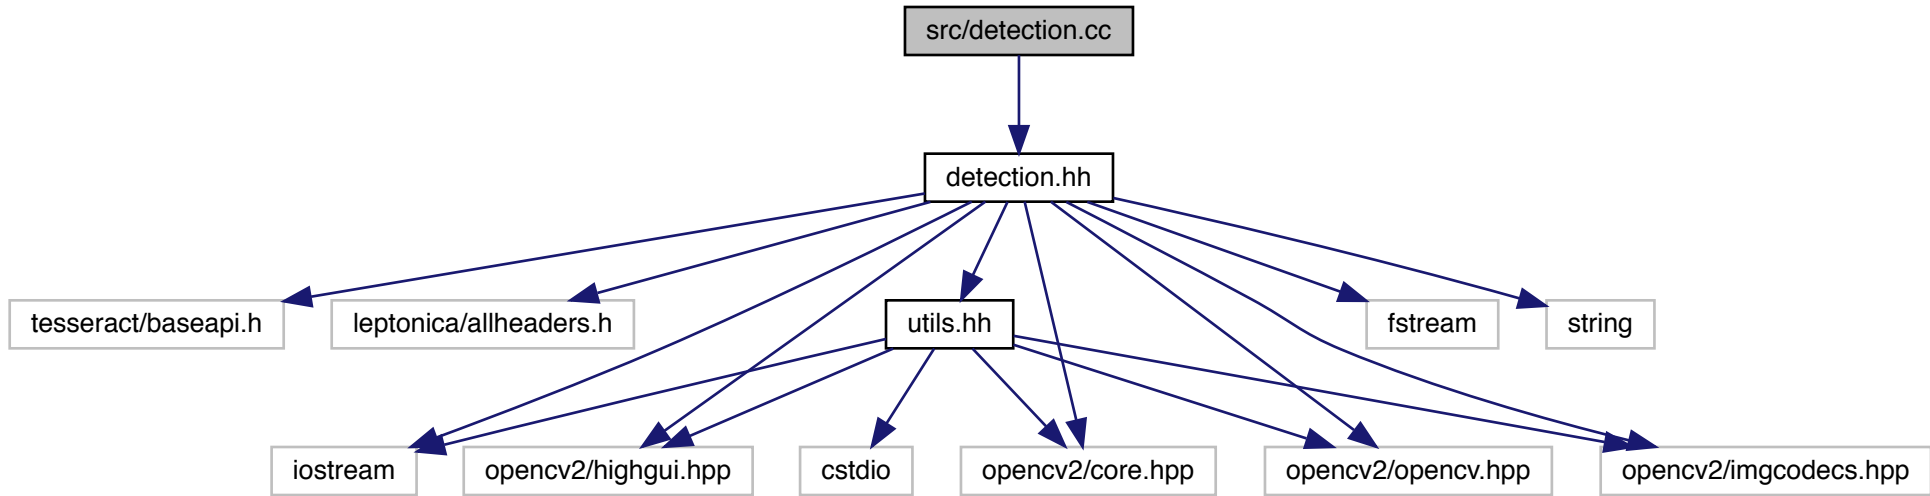 src/detection.cc
detection.hh
tesseract/baseapi.h
leptonica/allheaders.h
utils.hh
fstream
string
iostream
opencv2/highgui.hpp
cstdio
opencv2/core.hpp
opencv2/opencv.hpp
opencv2/imgcodecs.hpp